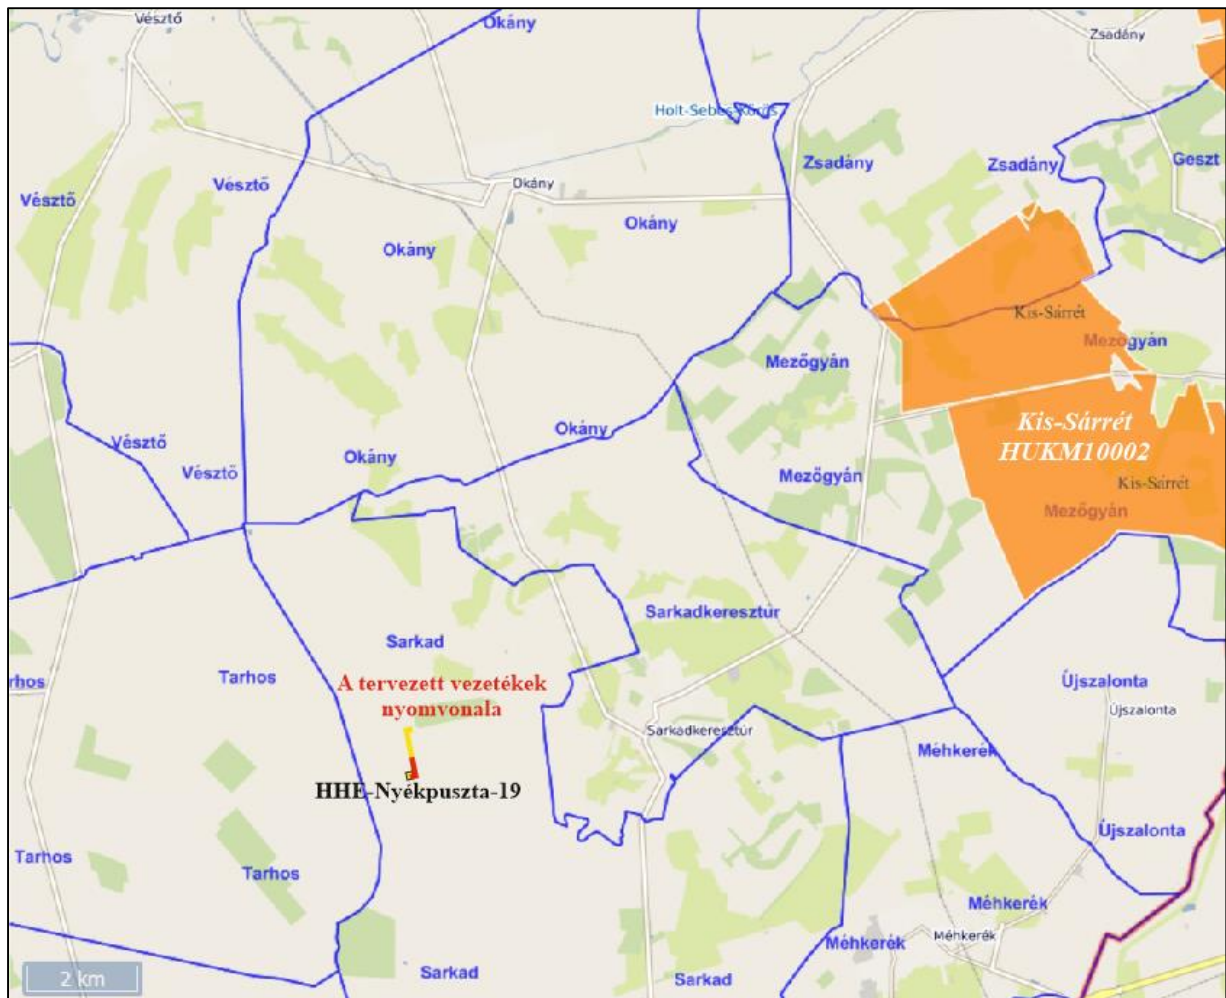 Vésztő
Okány
Zsadány
Holt-Sebes-Körös
Zsadány
Zsadány
Geszt
Vésztő
Vésztő
Okány
Okány
Okány
Kis-Sárrét
Mezőgyán
Mezőgyán
Kis-Sárrét
HUKM10002
Okány
Vésztő
Okány
Vésztő
Mezőgyán
Kis-Sárrét
Mezőgyán
Sarkadkeresztúr
Sarkad
rhos
Tarhos
A tervezett vezetékek
nyomvonala
Újszalonta
Újszalonta
Sarkadkeresztúr
Méhkerék
HHE-Nyékpuszta-19
Újszalonta
Tarhos
Tarhos
Méhkerék
Méhkerék
Méhkerék
Sarkad
Sarkad
2 km